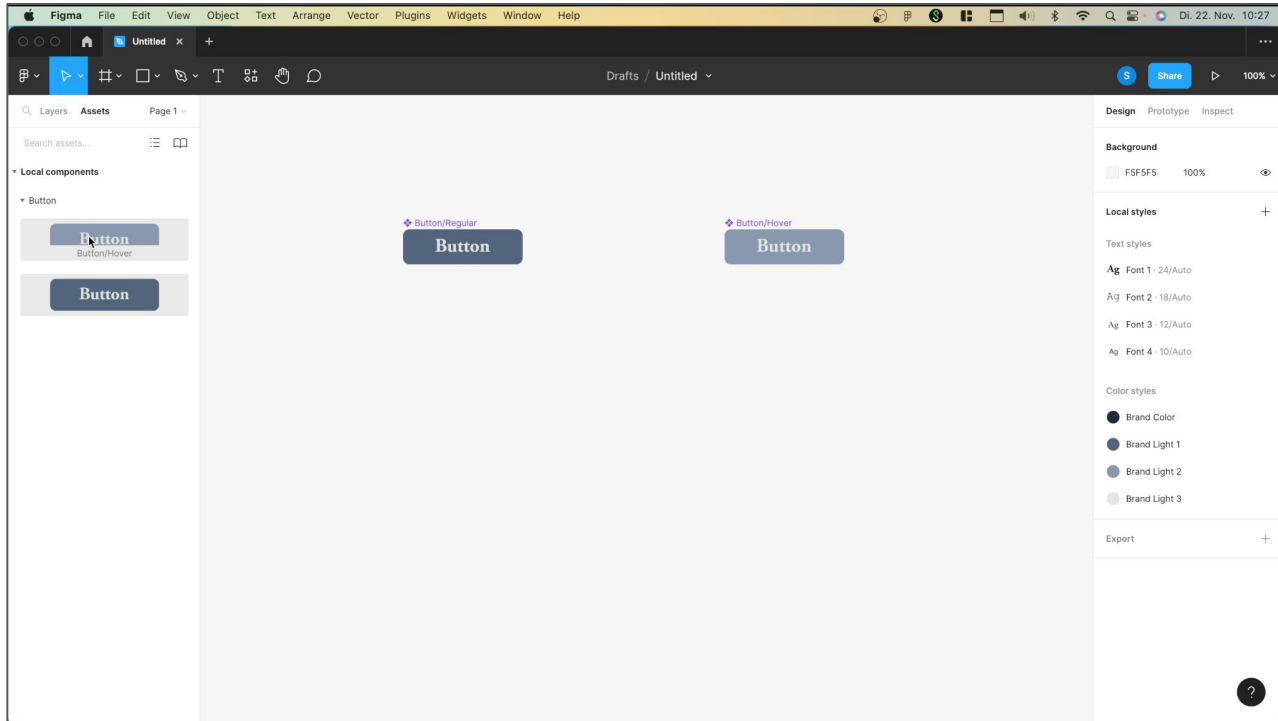 Figma File Edit View Object Text Arrange Vector Plugins Widgets Window Help Di. 22. Nov. 10:27
Untitled
Drafts / Untitled S Share 100%
Layers Assets Page 1
Search assets...
Local components
Button
Button
Button/Hover
Button
Button/Regular
Button
Button/Hover
Button
Design Prototype Inspect
Background
F5F5F5 100%
Local styles
Text styles
Ag Font 1 · 24/Auto
Ag Font 2 · 18/Auto
Ag Font 3 · 12/Auto
Ag Font 4 · 10/Auto
Color styles
Brand Color
Brand Light 1
Brand Light 2
Brand Light 3
Export
?